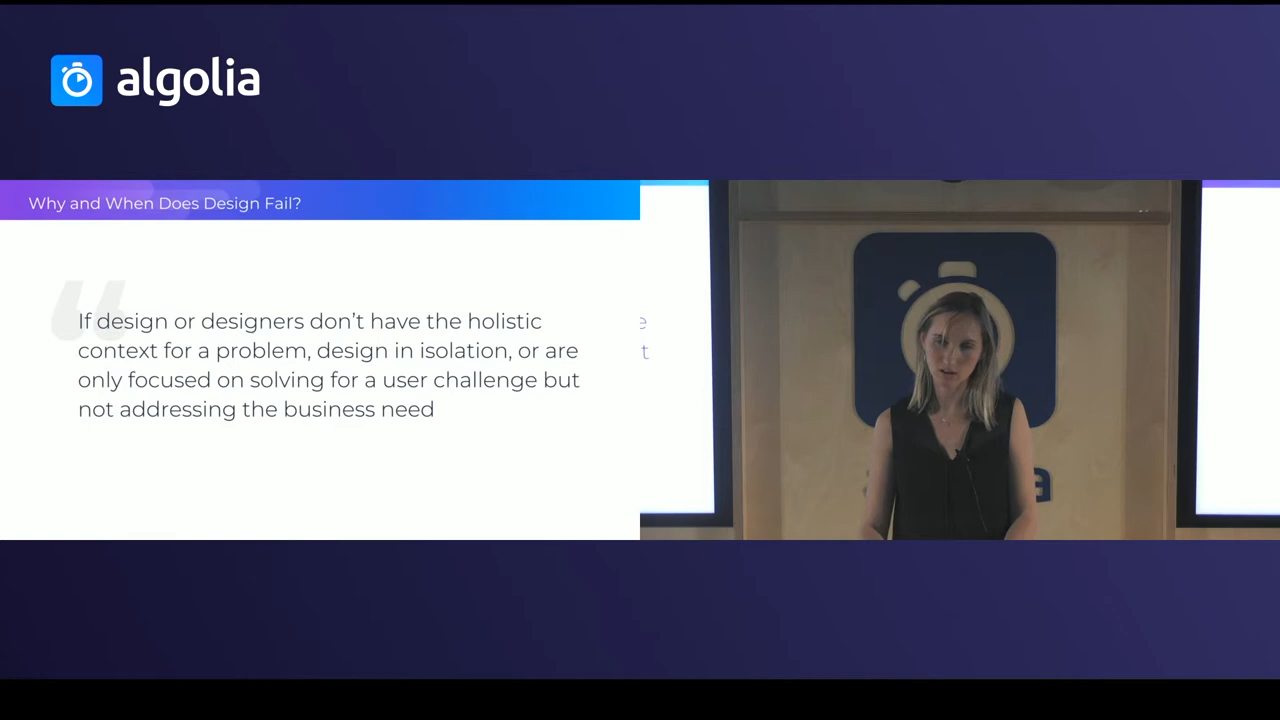 algolia
Why and When Does Design Fail?
If design or designers don’t have the holistic
context for a problem, design in isolation, or are
only focused on solving for a user challenge but
not addressing the business need